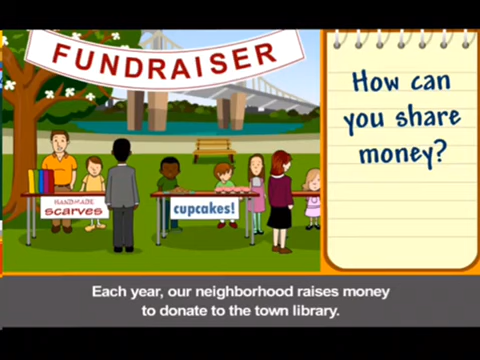 FUNDRAISER
How can
you share
money?
HANDMADE
scarves
cupcakes!
Each year, our neighborhood raises money
to donate to the town library.